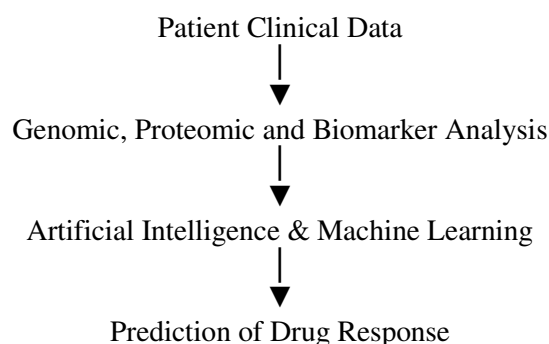 Patient Clinical Data
Genomic, Proteomic and Biomarker Analysis
Artificial Intelligence & Machine Learning
Prediction of Drug Response